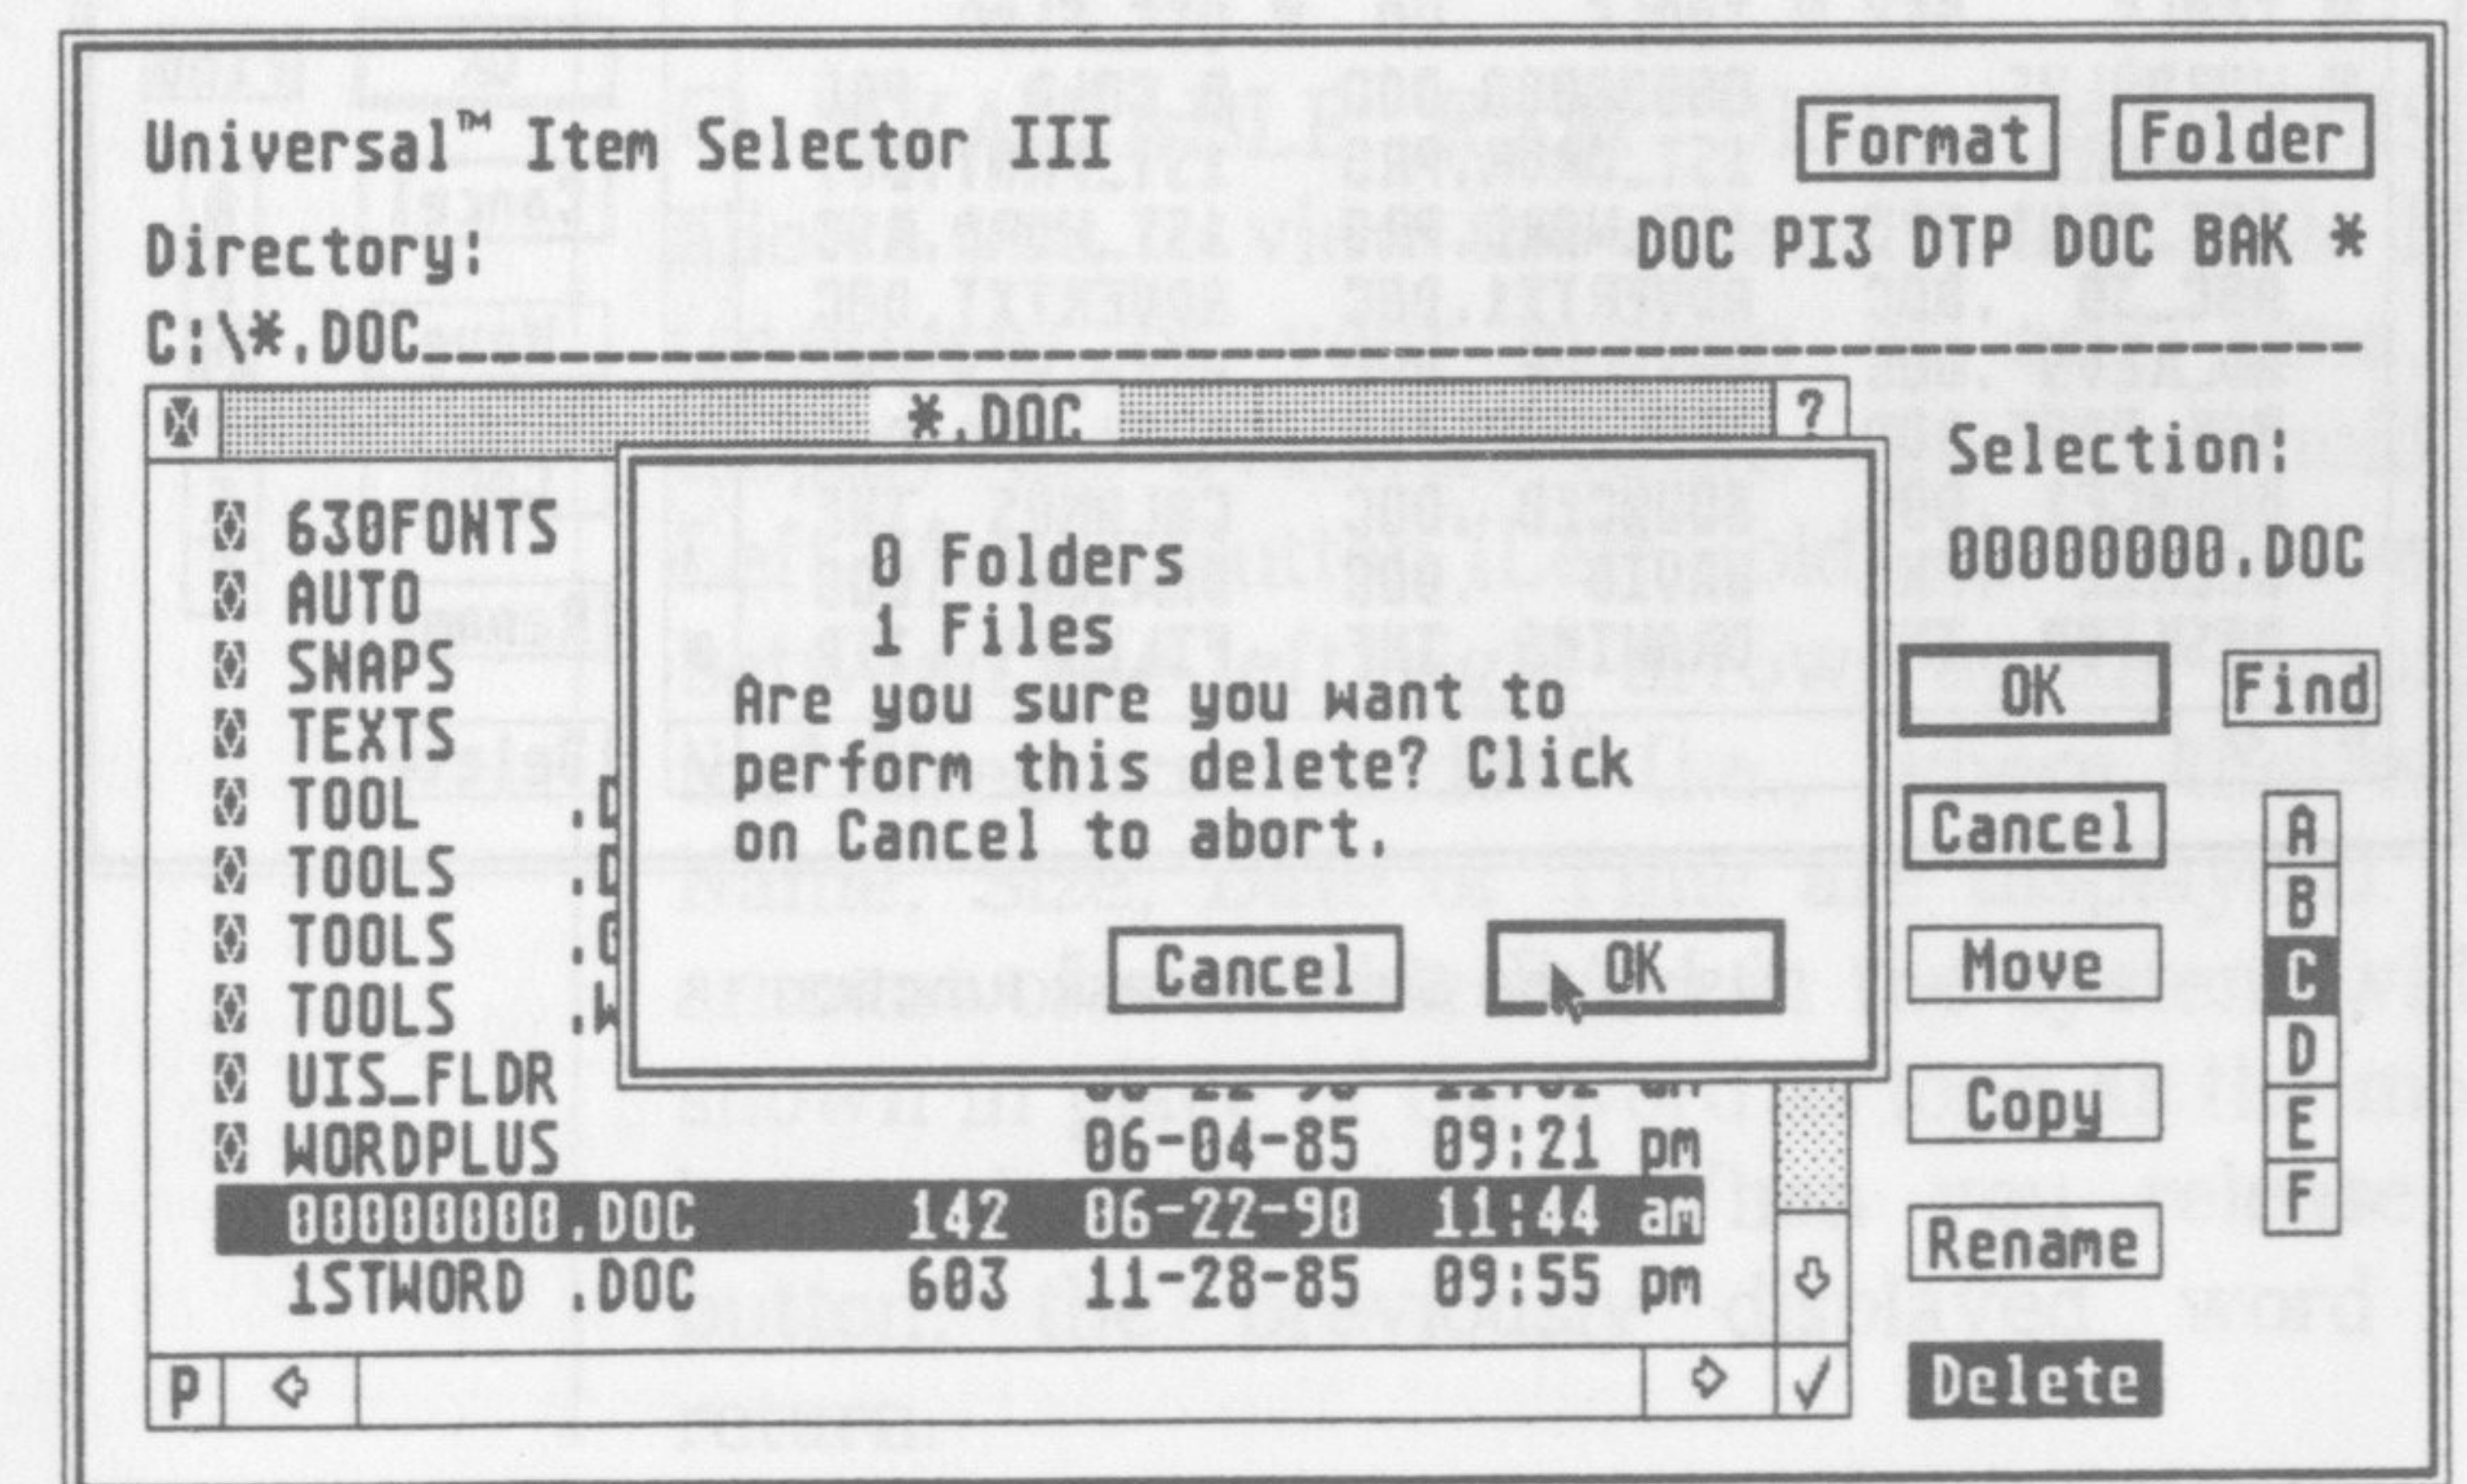 Universal™ Item Selector III Format Folder
Directory: DOC PI3 DTP DOC BAK *
C:\*.DOC
*.DOC ?
Selection:
00000000.DOC
630FONTS
AUTO
SNAPS
TEXTS
TOOL .D
TOOLS .D
TOOLS
TOOLS .W
UIS_FLDR
WORDPLUS 06-04-85 09:21 pm
00000000.DOC 142 06-22-90 11:44 am
1STWORD .DOC 603 11-28-85 09:55 pm
P
0 Folders
1 Files
Are you sure you want to
perform this delete? Click
on Cancel to abort.
Cancel OK
OK Find
Cancel
Move
Copy
Rename
Delete
A
B
C
D
E
F